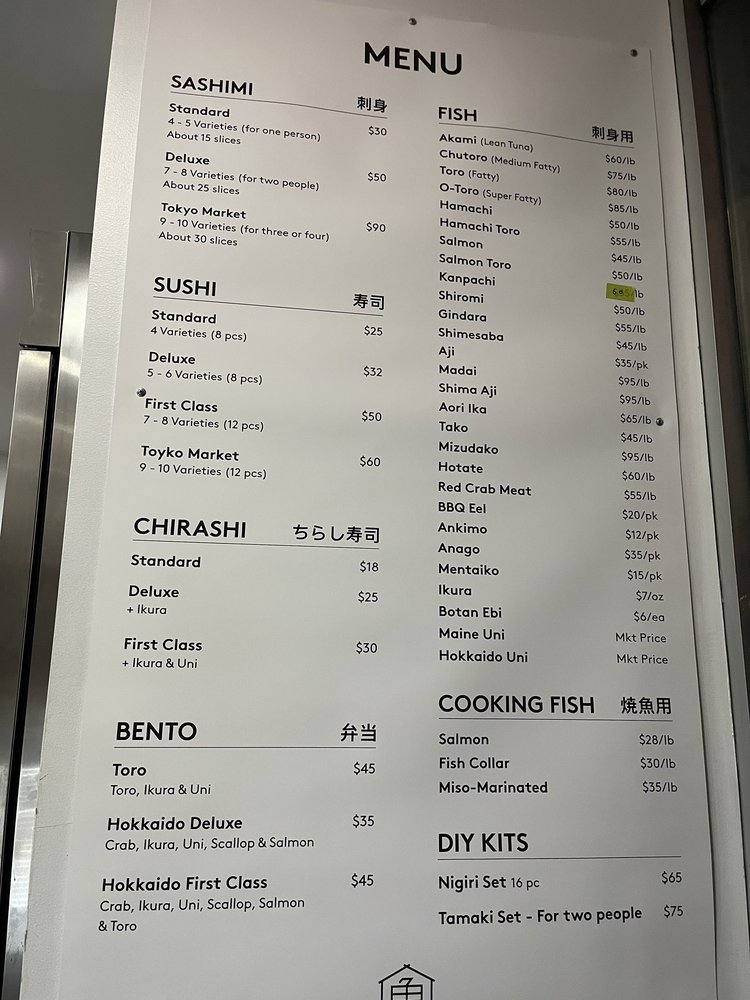 MENU
SASHIMI 刺身
Standard $30
4 - 5 Varieties (for one person)
About 15 slices
Deluxe $50
7 - 8 Varieties (for two people)
About 25 slices
Tokyo Market $90
9 - 10 Varieties (for three or four)
About 30 slices
SUSHI 寿司
Standard $25
4 Varieties (8 pcs)
Deluxe $32
5 - 6 Varieties (8 pcs)
First Class $50
7 - 8 Varieties (12 pcs)
Toyko Market $60
9 - 10 Varieties (12 pcs)
CHIRASHI ちらし寿司
Standard $18
Deluxe $25
+ Ikura
First Class $30
+ Ikura & Uni
BENTO 弁当
Toro $45
Toro, Ikura & Uni
Hokkaido Deluxe $35
Crab, Ikura, Uni, Scallop & Salmon
Hokkaido First Class $45
Crab, Ikura, Uni, Scallop, Salmon
& Toro
FISH 刺身用
Akami (Lean Tuna) $60/lb
Chutoro (Medium Fatty) $75/lb
Toro (Fatty) $80/lb
O-Toro (Super Fatty) $85/lb
Hamachi $50/lb
Hamachi Toro $55/lb
Salmon $45/lb
Salmon Toro $50/lb
Kanpachi /lb
Shiromi $50/lb
Gindara $55/lb
Shimesaba $45/lb
Aji $35/pk
Madai $95/lb
Shima Aji $95/lb
Aori Ika $65/lb
Tako $45/lb
Mizudako $95/lb
Hotate $60/lb
Red Crab Meat $55/lb
BBQ Eel $20/pk
Ankimo $12/pk
Anago $35/pk
Mentaiko $15/pk
Ikura $7/oz
Botan Ebi $6/ea
Maine Uni Mkt Price
Hokkaido Uni Mkt Price
COOKING FISH 焼魚用
Salmon $28/lb
Fish Collar $30/lb
Miso-Marinated $35/lb
DIY KITS
Nigiri Set 16 pc $65
Tamaki Set - For two people $75